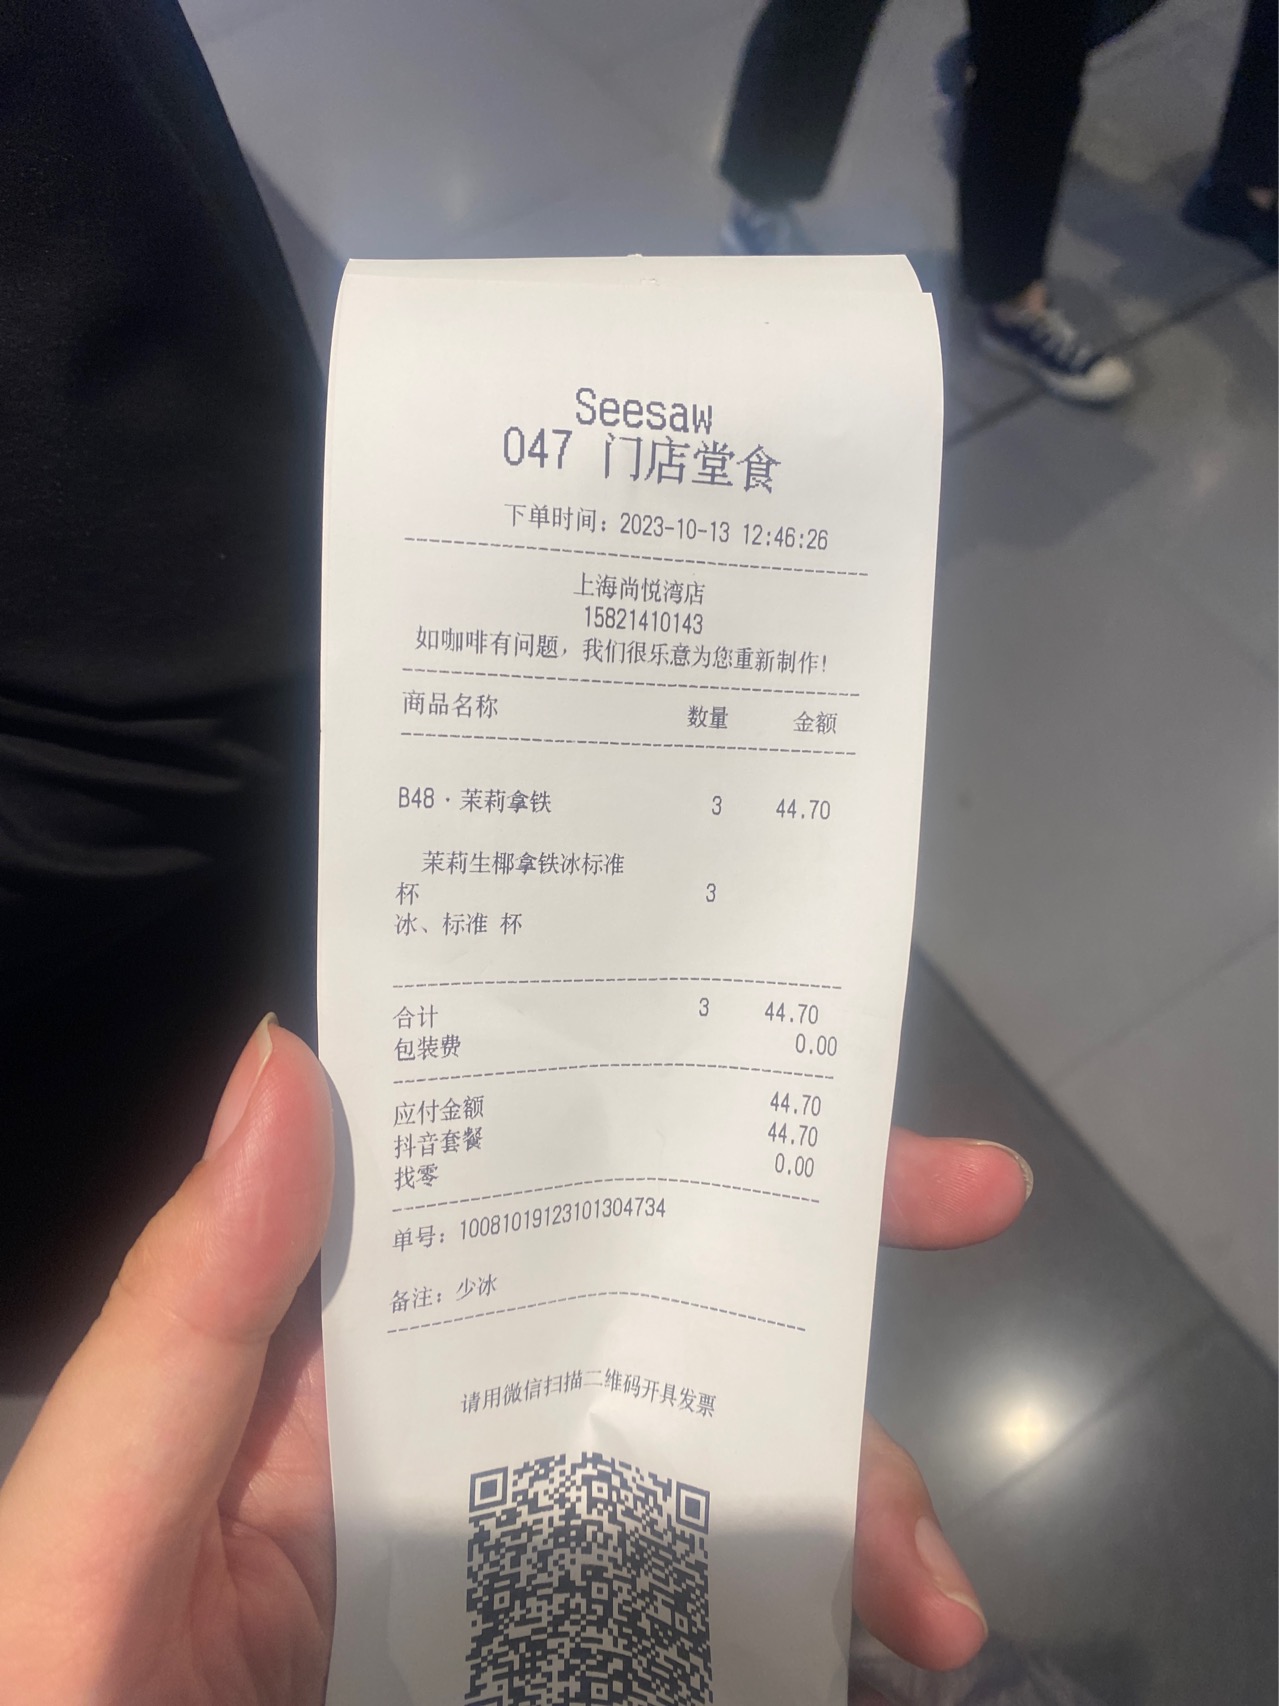 Seesaw
047 门店堂食
下单时间：2023-10-13 12:46:26
上海尚悦湾店
15821410143
如咖啡有问题，我们很乐意为您重新制作！
商品名称 数量 金额
B48·茉莉拿铁 3 44.70
茉莉生椰拿铁冰标准
杯 3
冰、标准 杯
合计 3 44.70
包装费 0.00
应付金额 44.70
抖音套餐 44.70
找零 0.00
单号：10081019123101304734
备注：少冰
请用微信扫描二维码开具发票